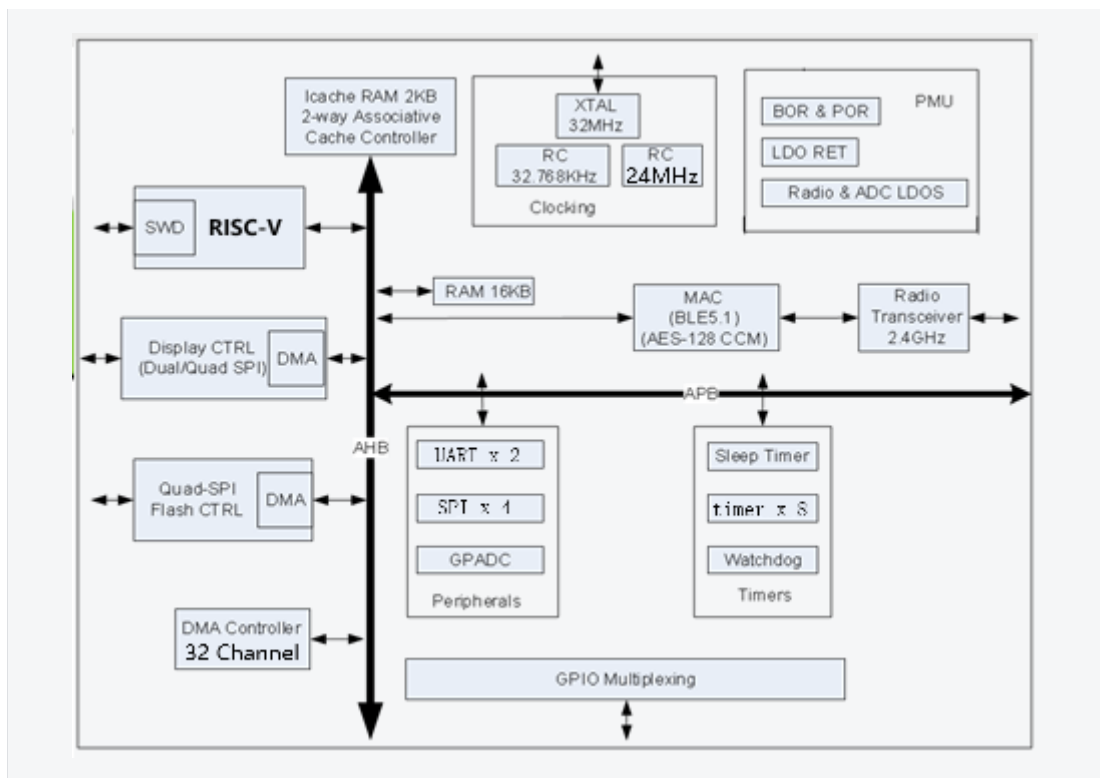 Icache RAM 2KB
2-way Associative
Cache Controller
XTAL
32MHz
RC
32.768KHz
RC
24MHz
Clocking
PMU
BOR & POR
LDO RET
Radio & ADC LDOS
SWD
RISC-V
RAM 16KB
MAC
(BLE5.1)
(AES-128 CCM)
Radio
Transceiver
2.4GHz
Display CTRL
(Dual/Quad SPI)
DMA
APB
AHB
UART x 2
SPI x 4
GPADC
Peripherals
Sleep Timer
timer x 8
Watchdog
Timers
Quad-SPI
Flash CTRL
DMA
DMA Controller
32 Channel
GPIO Multiplexing